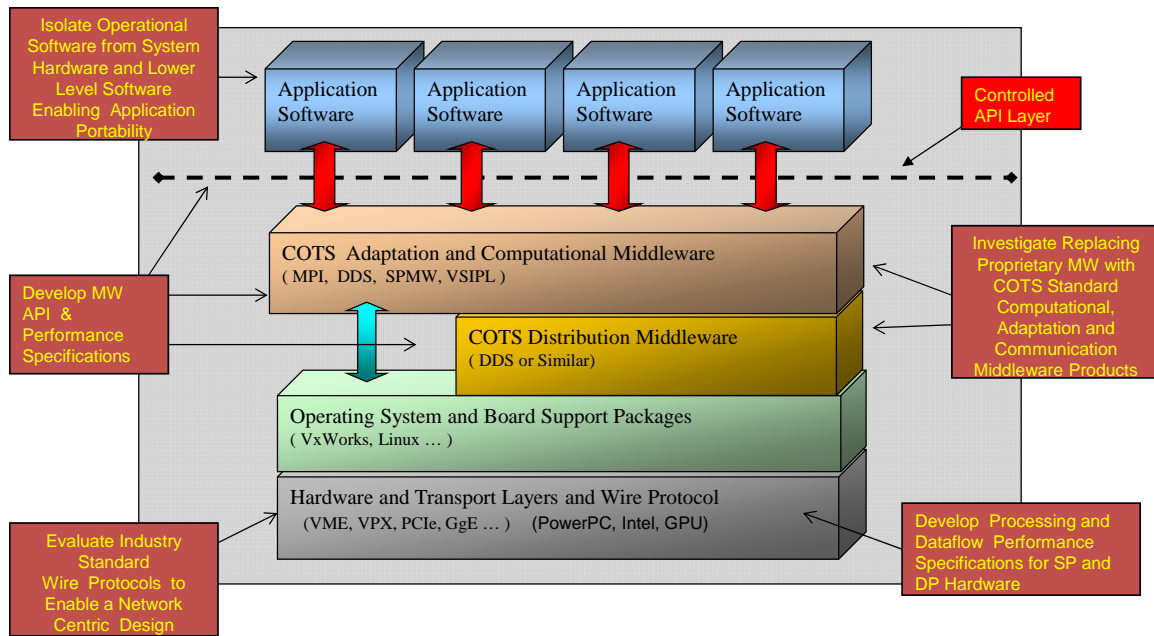 Isolate Operational
Software from System
Hardware and Lower
Level Software
Enabling Application
Portability
Application
Software
Application
Software
Application
Software
Application
Software
Controlled
API Layer
COTS Adaptation and Computational Middleware
( MPI, DDS, SPMW, VSIPL )
Develop MW
API &
Performance
Specifications
Investigate Replacing
Proprietary MW with
COTS Standard
Computational,
Adaptation and
Communication
Middleware Products
COTS Distribution Middleware
( DDS or Similar)
Operating System and Board Support Packages
( VxWorks, Linux … )
Hardware and Transport Layers and Wire Protocol
(VME, VPX, PCIe, GgE … ) (PowerPC, Intel, GPU)
Evaluate Industry
Standard
Wire Protocols to
Enable a Network
Centric Design
Develop Processing and
Dataflow Performance
Specifications for SP and
DP Hardware